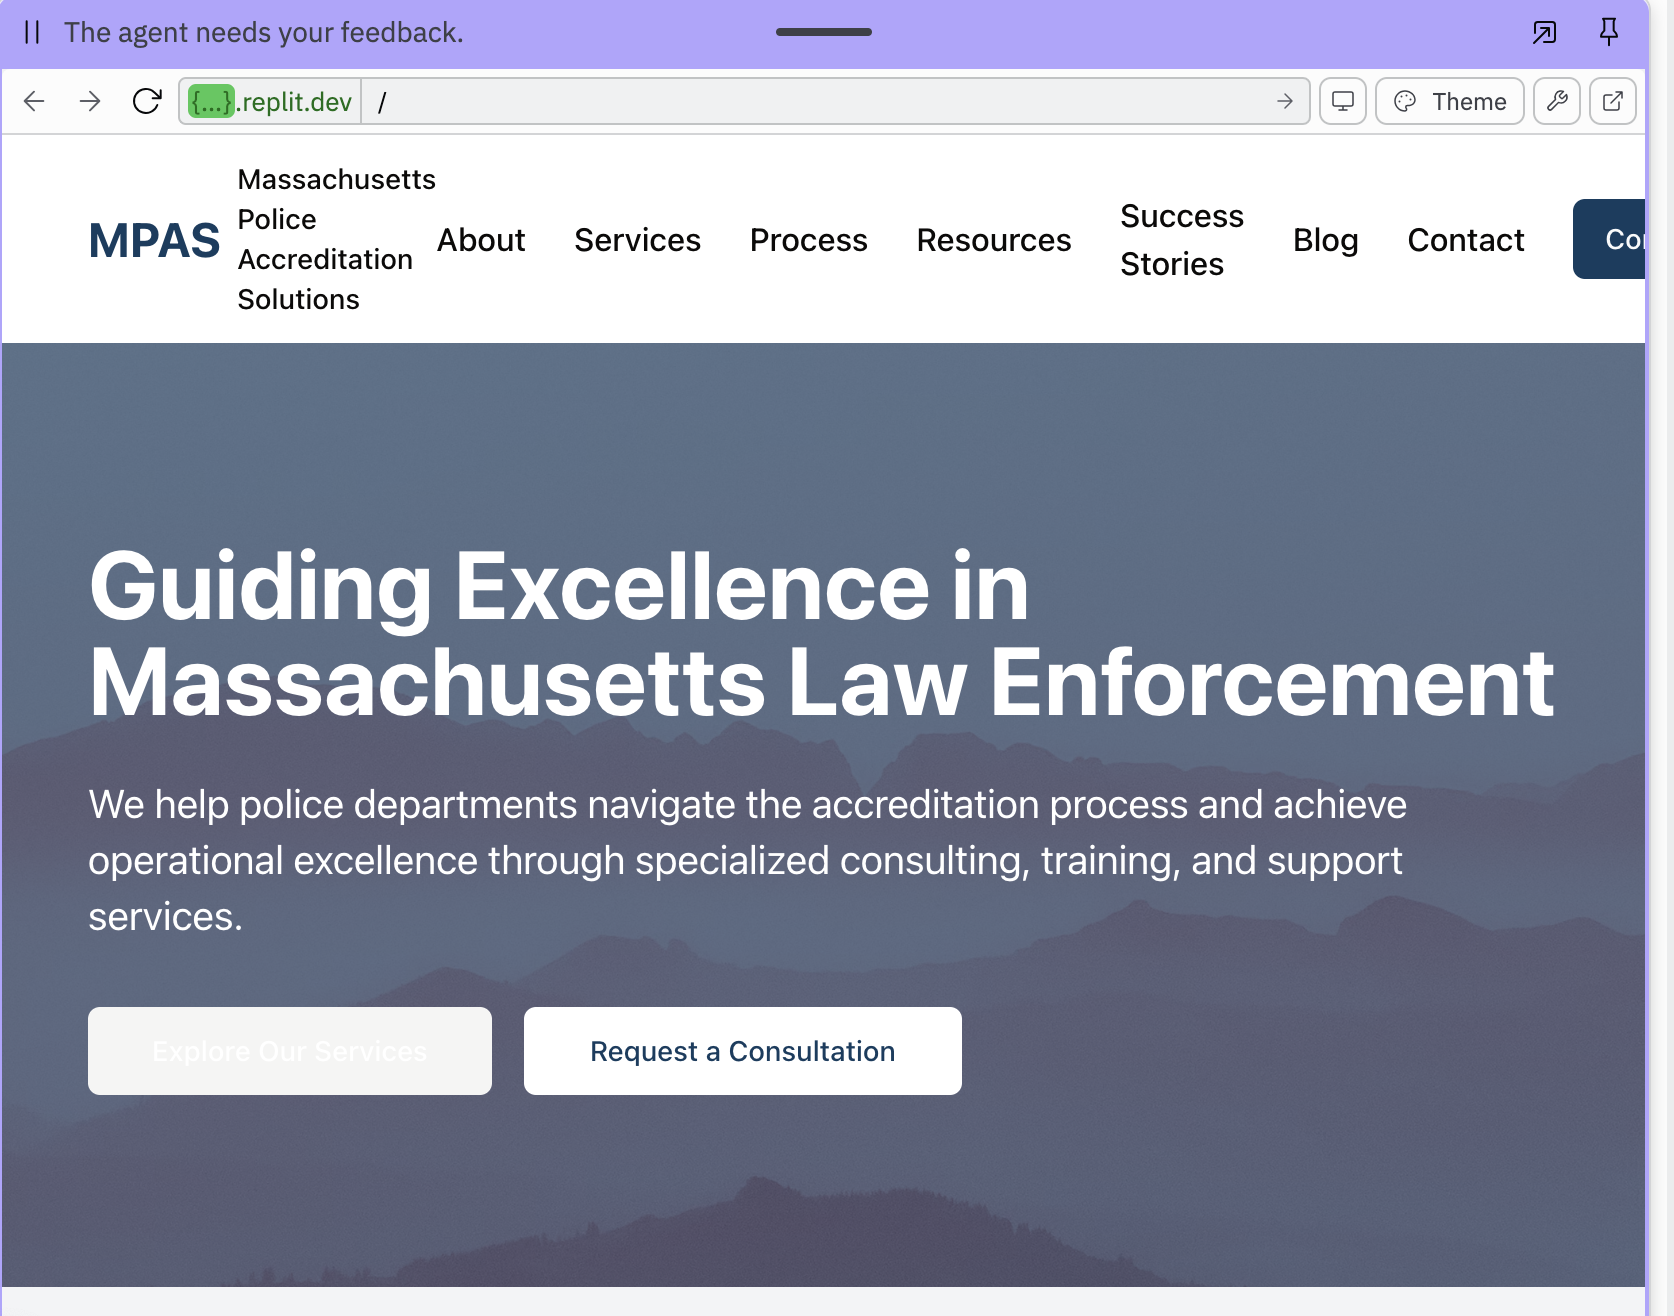 The agent needs your feedback.
{...}.replit.dev /
Theme
MPAS
Massachusetts
Police
Accreditation
Solutions
About
Services
Process
Resources
Success
Stories
Blog
Contact
Guiding Excellence in
Massachusetts Law Enforcement
We help police departments navigate the accreditation process and achieve
operational excellence through specialized consulting, training, and support
services.
Explore Our Services
Request a Consultation